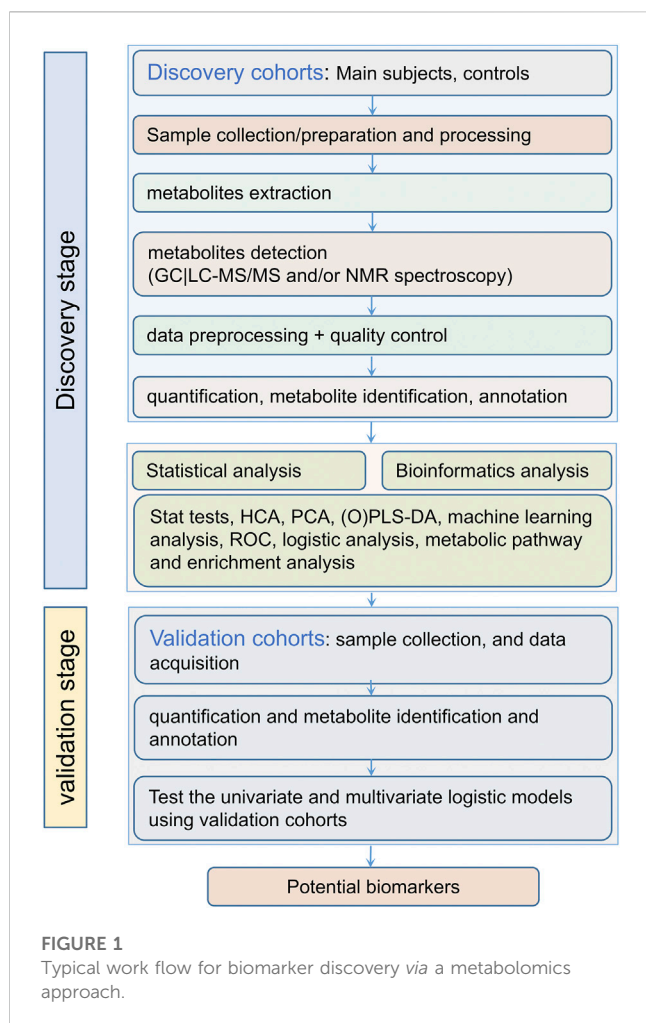 Discovery stage
Discovery cohorts: Main subjects, controls
Sample collection/preparation and processing
metabolites extraction
metabolites detection
(GC|LC-MS/MS and/or NMR spectroscopy)
data preprocessing + quality control
quantification, metabolite identification, annotation
Statistical analysis
Bioinformatics analysis
Stat tests, HCA, PCA, (O)PLS-DA, machine learning
analysis, ROC, logistic analysis, metabolic pathway
and enrichment analysis
validation stage
Validation cohorts: sample collection, and data
acquisition
quantification and metabolite identification and
annotation
Test the univariate and multivariate logistic models
using validation cohorts
Potential biomarkers
FIGURE 1
Typical work flow for biomarker discovery via a metabolomics
approach.